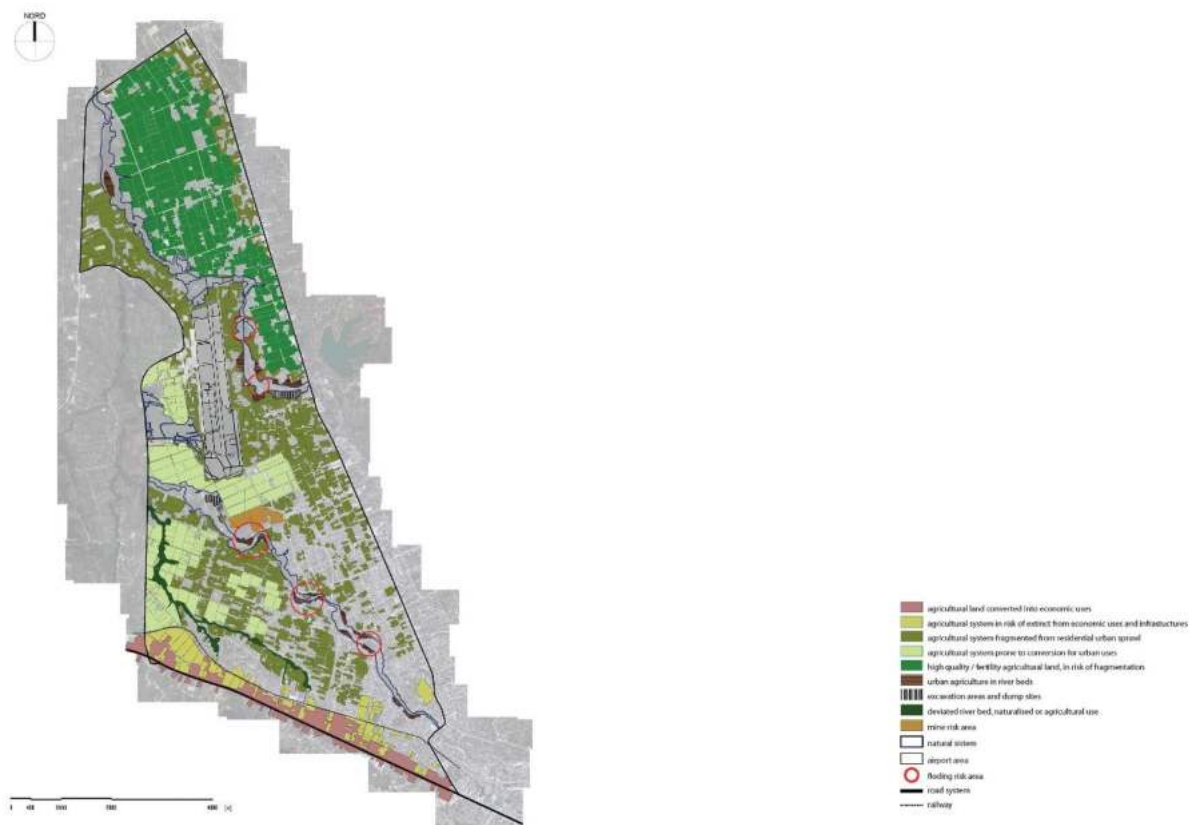 NORD
agricultural land converted into economic uses
agricultural system in risk of extinct from economic uses and infrastuctures
agricultural system fragmented from residential urban sprawl
agricultural system prone to conversion for urban uses
high quality / fertility agricultural land, in risk of fragmentation
urban agriculture in river beds
excavation areas and dump sites
deviated river bed, naturalised or agricultural use
mine risk area
natural sistem
airport area
floding risk area
road system
railway
0